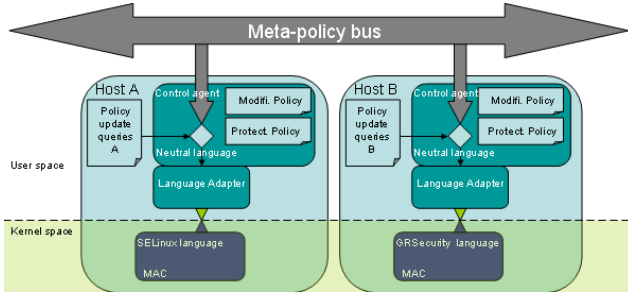 Meta-policy bus
Host A
Control agent
Modifi. Policy
Protect. Policy
Policy
update
queries
A
Neutral language
Language Adapter
SELinux language
MAC
Host B
Control agent
Modifi. Policy
Protect. Policy
Policy
update
queries
B
Neutral language
Language Adapter
GRSecurity language
MAC
User space
Kernel space